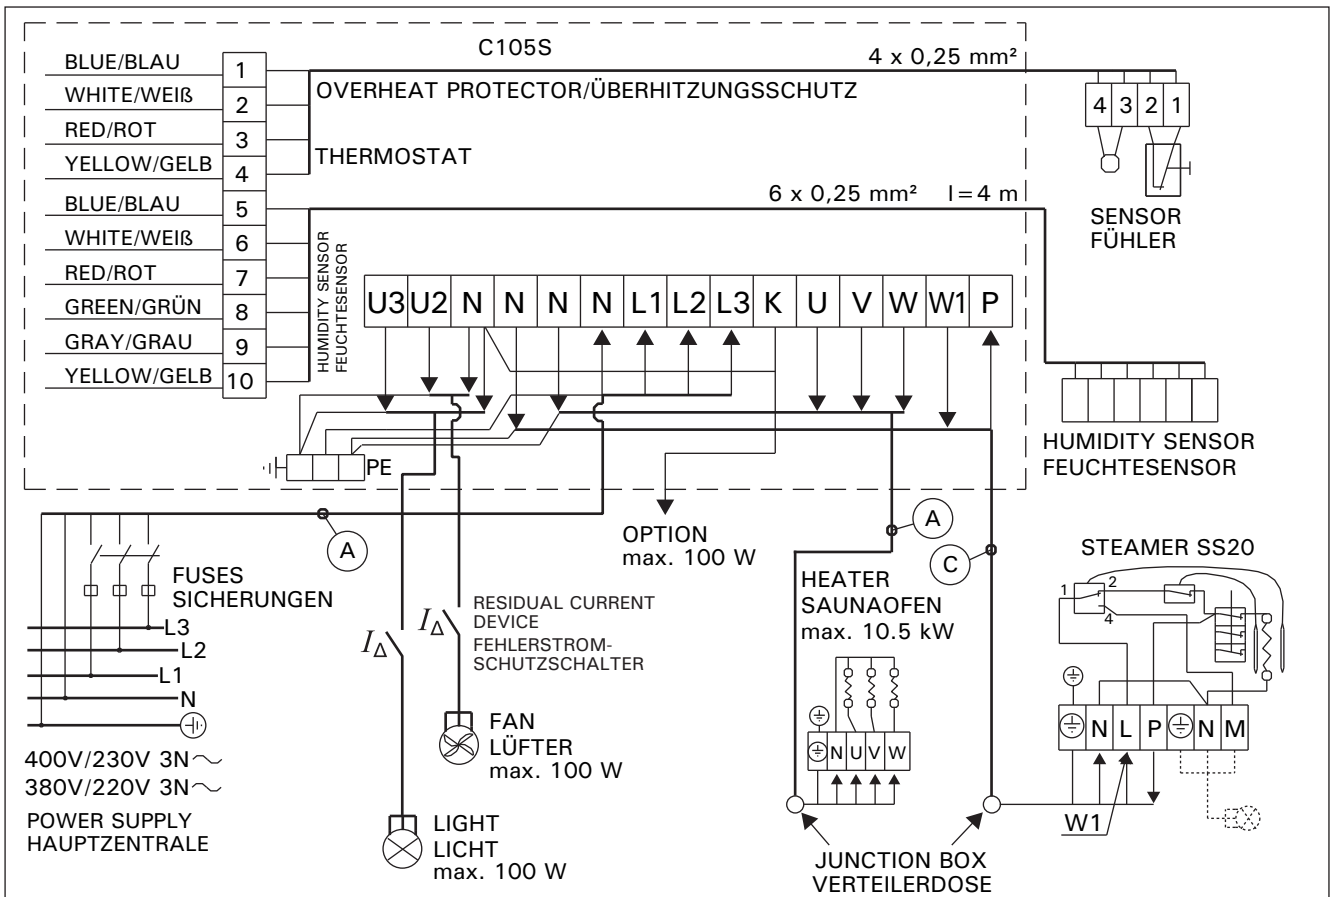 C105S
4 x 0,25 mm²
BLUE/BLAU 1
WHITE/WEIß 2
RED/ROT 3
YELLOW/GELB 4
OVERHEAT PROTECTOR/ÜBERHITZUNGSSCHUTZ
THERMOSTAT
4 3 2 1
SENSOR
FÜHLER
BLUE/BLAU 5
WHITE/WEIß 6
RED/ROT 7
GREEN/GRÜN 8
GRAY/GRAU 9
YELLOW/GELB 10
6 x 0,25 mm² l=4 m
HUMIDITY SENSOR
FEUCHTESENSOR
U3 U2 N N N N L1 L2 L3 K U V W W1 P
HUMIDITY SENSOR
FEUCHTESENSOR
PE
A
OPTION
max. 100 W
A
C
FUSES
SICHERUNGEN
L3
L2
L1
N
400V/230V 3N
380V/220V 3N
POWER SUPPLY
HAUPTZENTRALE
RESIDUAL CURRENT
DEVICE
FEHLERSTROM-
SCHUTZSCHALTER
IΔ
IΔ
FAN
LÜFTER
max. 100 W
LIGHT
LICHT
max. 100 W
HEATER
SAUNAOFEN
max. 10.5 kW
N U V W
STEAMER SS20
1 2
4
N L P N M
W1
JUNCTION BOX
VERTEILERDOSE